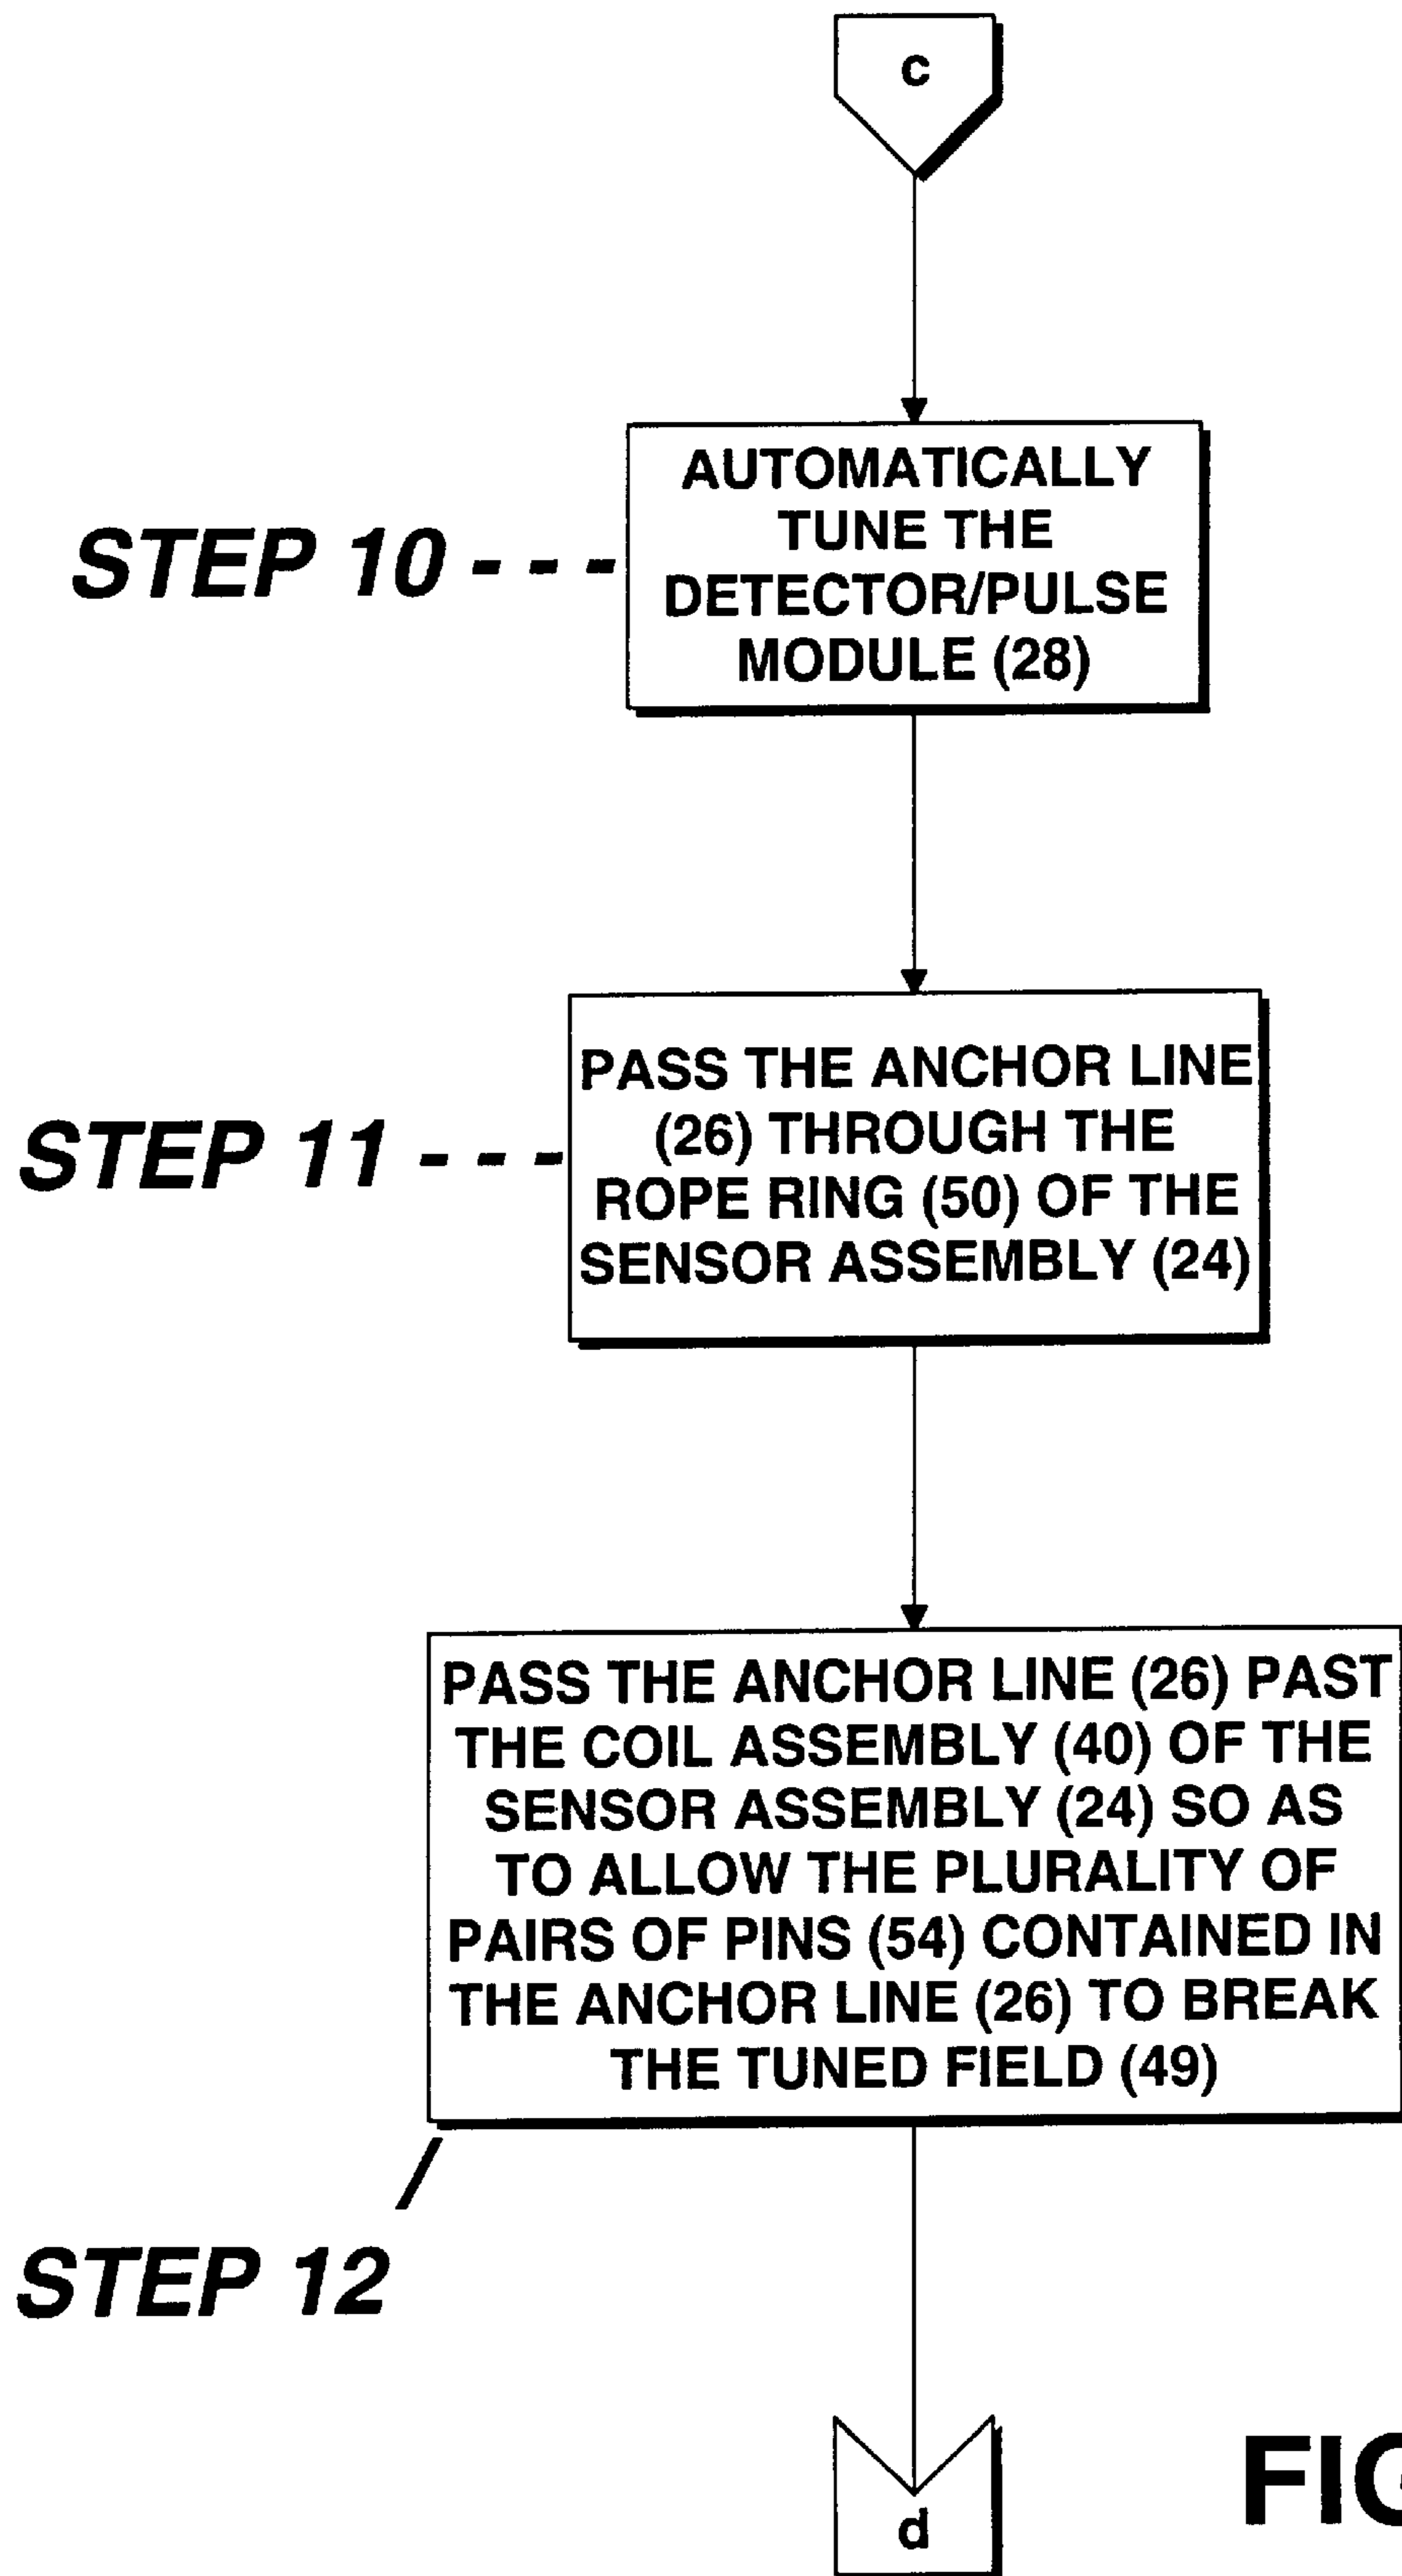 c
AUTOMATICALLY
TUNE THE
DETECTOR/PULSE
MODULE (28)
STEP 10 - - -
PASS THE ANCHOR LINE
(26) THROUGH THE
ROPE RING (50) OF THE
SENSOR ASSEMBLY (24)
STEP 11 - - -
PASS THE ANCHOR LINE (26) PAST
THE COIL ASSEMBLY (40) OF THE
SENSOR ASSEMBLY (24) SO AS
TO ALLOW THE PLURALITY OF
PAIRS OF PINS (54) CONTAINED IN
THE ANCHOR LINE (26) TO BREAK
THE TUNED FIELD (49)
STEP 12
d